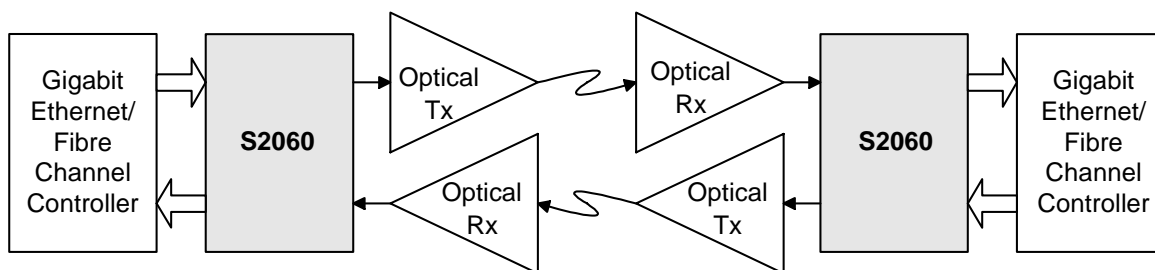 Gigabit
Ethernet/
Fibre
Channel
Controller
S2060
Optical
Tx
Optical
Rx
Optical
Rx
Optical
Tx
S2060
Gigabit
Ethernet/
Fibre
Channel
Controller